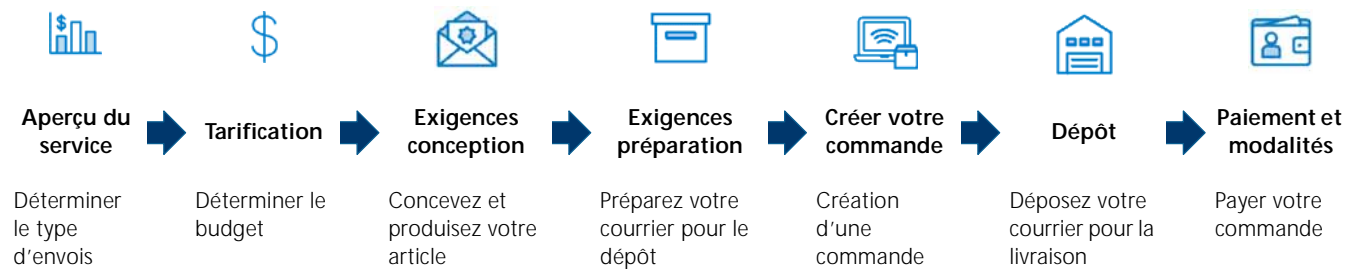 $
$
Aperçu du
service
Tarification
Exigences
conception
Exigences
préparation
Créer votre
commande
Dépôt
Paiement et
modalités
Déterminer
le type
d'envois
Déterminer le
budget
Concevez et
produisez votre
article
Préparez votre
courrier pour le
dépôt
Création
d'une
commande
Déposez votre
courrier pour la
livraison
Payer votre
commande